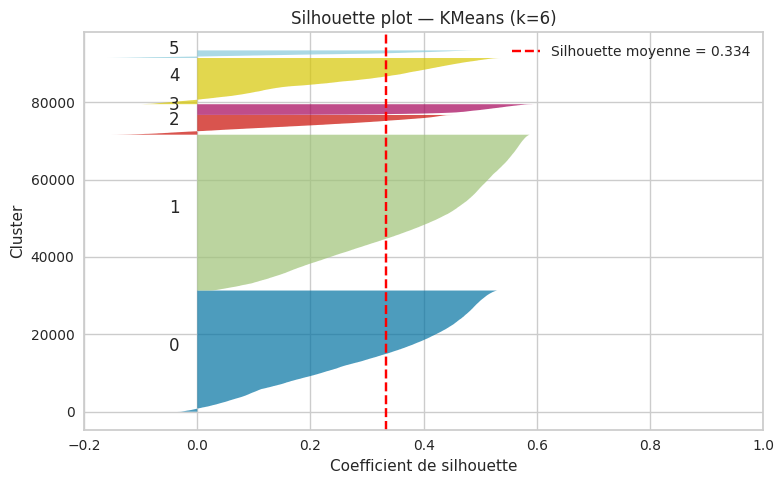 Silhouette plot — KMeans (k=6)
Silhouette moyenne = 0.334
5
4
3
2
1
0
80000
60000
40000
20000
0
Cluster
−0.2 0.0 0.2 0.4 0.6 0.8 1.0
Coefficient de silhouette